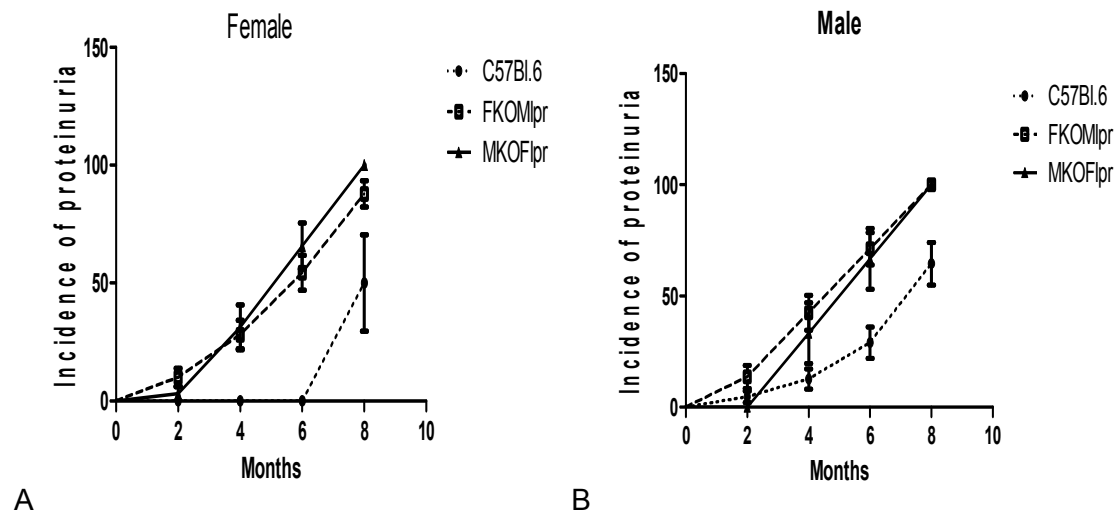 Female
150
100
50
0
0
2
4
6
8
10
Incidence of proteinuria
Months
C57Bl.6
FKOMlpr
MKOFlpr
A
Male
150
100
50
0
0
2
4
6
8
10
Incidence of proteinuria
Months
C57Bl.6
FKOMlpr
MKOFlpr
B